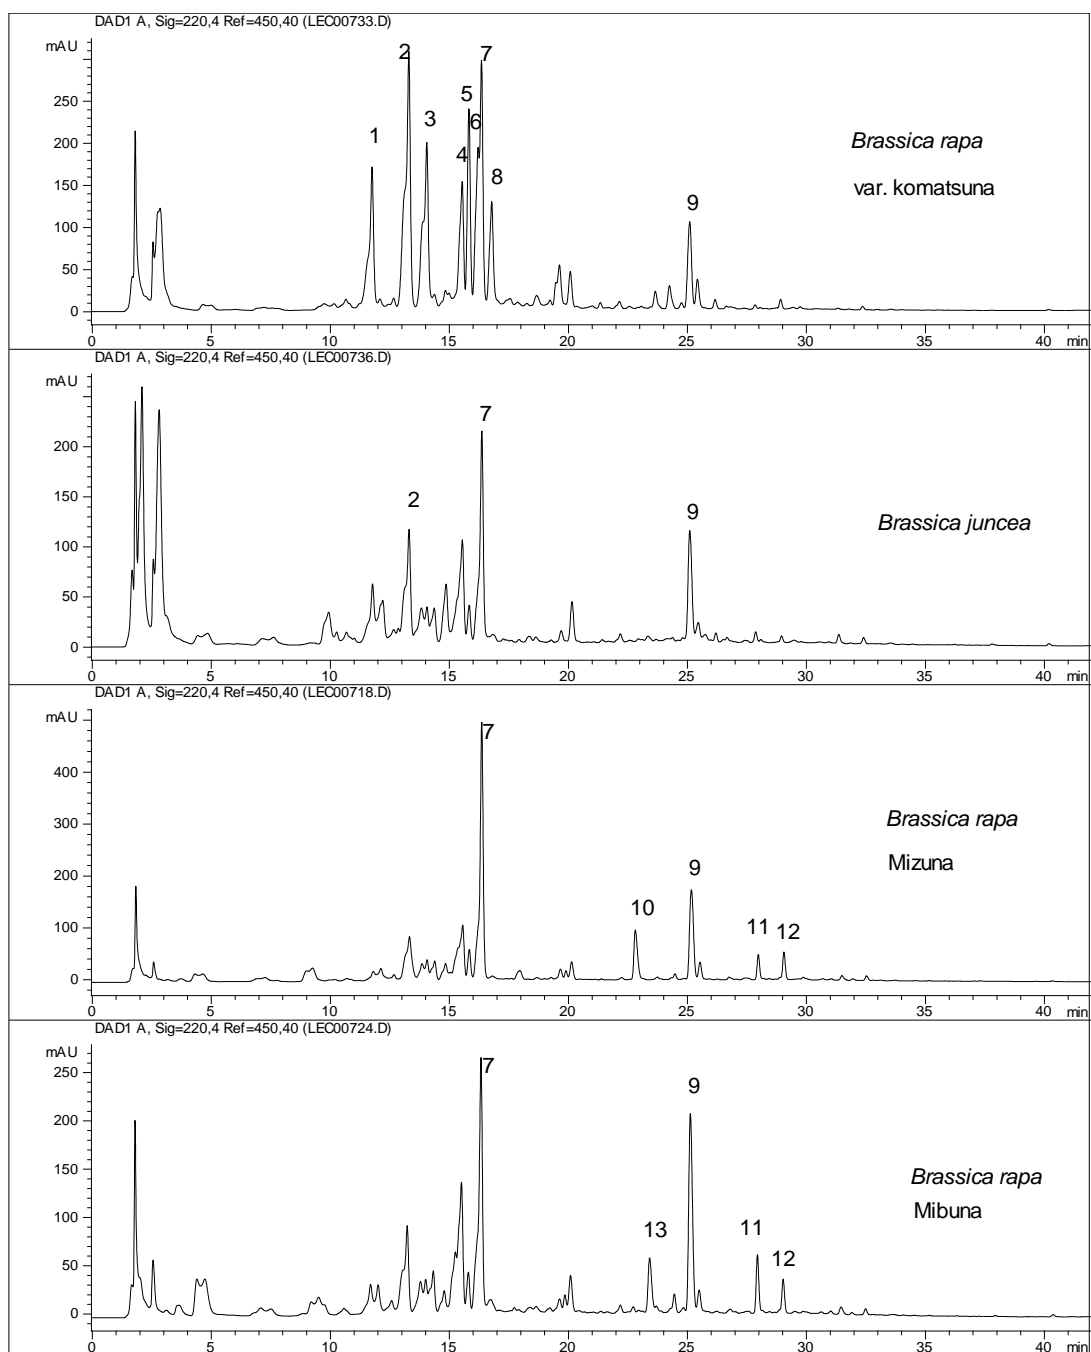 DAD1 A, Sig=220,4 Ref=450,40 (LEC00733.D)
mAU
250
200
150
100
50
0
1
2
3
4
5
6
7
8
9
Brassica rapa
var. komatsuna
0 5 10 15 20 25 30 35 40 min
DAD1 A, Sig=220,4 Ref=450,40 (LEC00736.D)
mAU
200
150
100
50
0
2
7
9
Brassica juncea
0 5 10 15 20 25 30 35 40 min
DAD1 A, Sig=220,4 Ref=450,40 (LEC00718.D)
mAU
400
300
200
100
0
7
10
9
11
12
Brassica rapa
Mizuna
0 5 10 15 20 25 30 35 40 min
DAD1 A, Sig=220,4 Ref=450,40 (LEC00724.D)
mAU
250
200
150
100
50
0
7
13
9
11
12
Brassica rapa
Mibuna
0 5 10 15 20 25 30 35 40 min